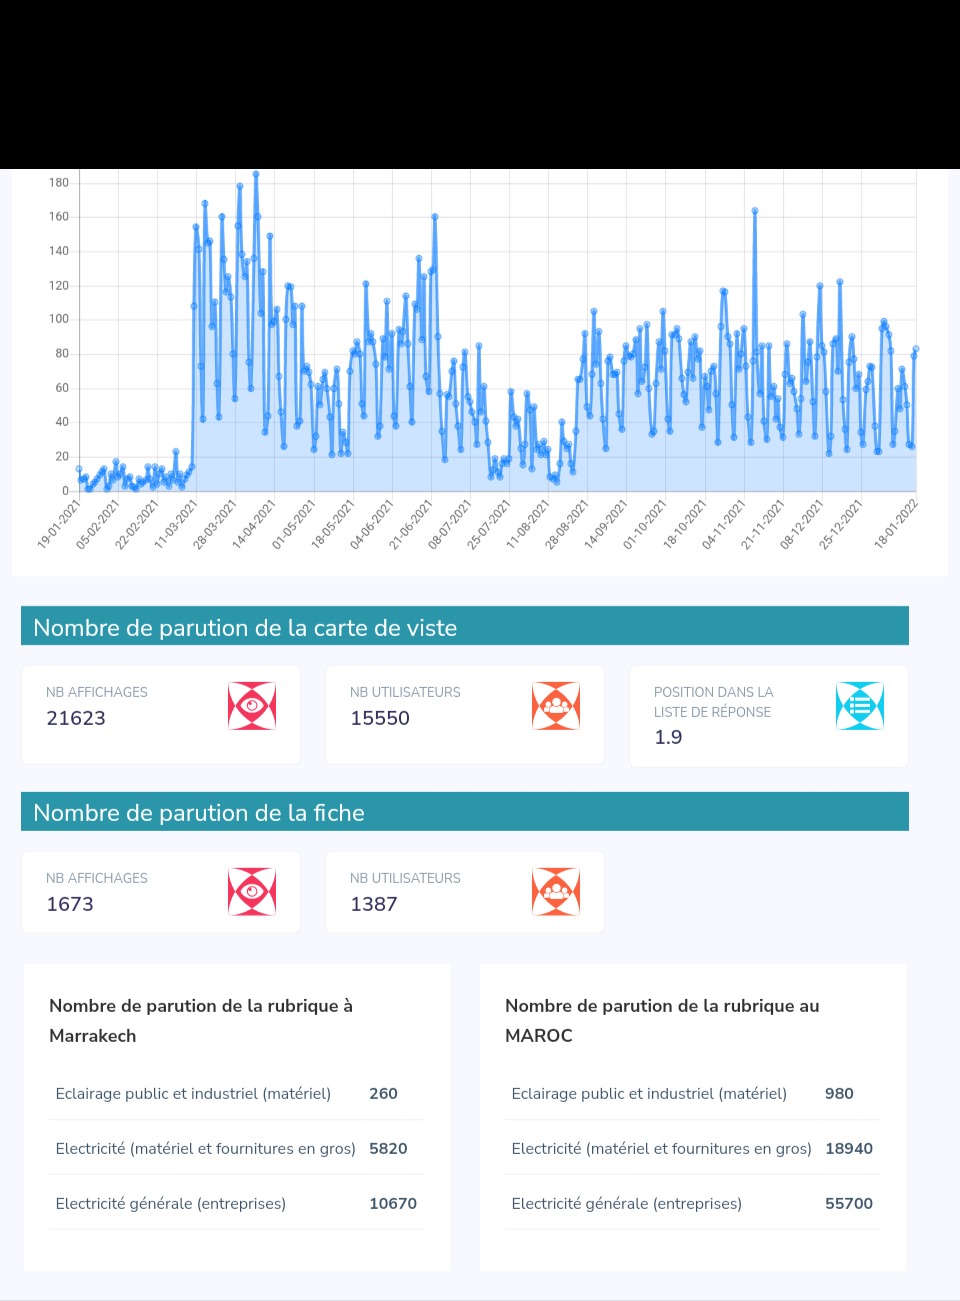 180
160
140
120
100
80
60
40
20
0
19-01-2021
05-02-2021
22-02-2021
11-03-2021
28-03-2021
14-04-2021
01-05-2021
18-05-2021
04-06-2021
21-06-2021
08-07-2021
25-07-2021
11-08-2021
28-08-2021
14-09-2021
01-10-2021
18-10-2021
04-11-2021
21-11-2021
08-12-2021
25-12-2021
18-01-2022
Nombre de parution de la carte de viste
NB AFFICHAGES
21623
NB UTILISATEURS
15550
POSITION DANS LA
LISTE DE RÉPONSE
1.9
Nombre de parution de la fiche
NB AFFICHAGES
1673
NB UTILISATEURS
1387
Nombre de parution de la rubrique à
Marrakech
Eclairage public et industriel (matériel) 260
Electricité (matériel et fournitures en gros) 5820
Electricité générale (entreprises) 10670
Nombre de parution de la rubrique au
MAROC
Eclairage public et industriel (matériel) 980
Electricité (matériel et fournitures en gros) 18940
Electricité générale (entreprises) 55700